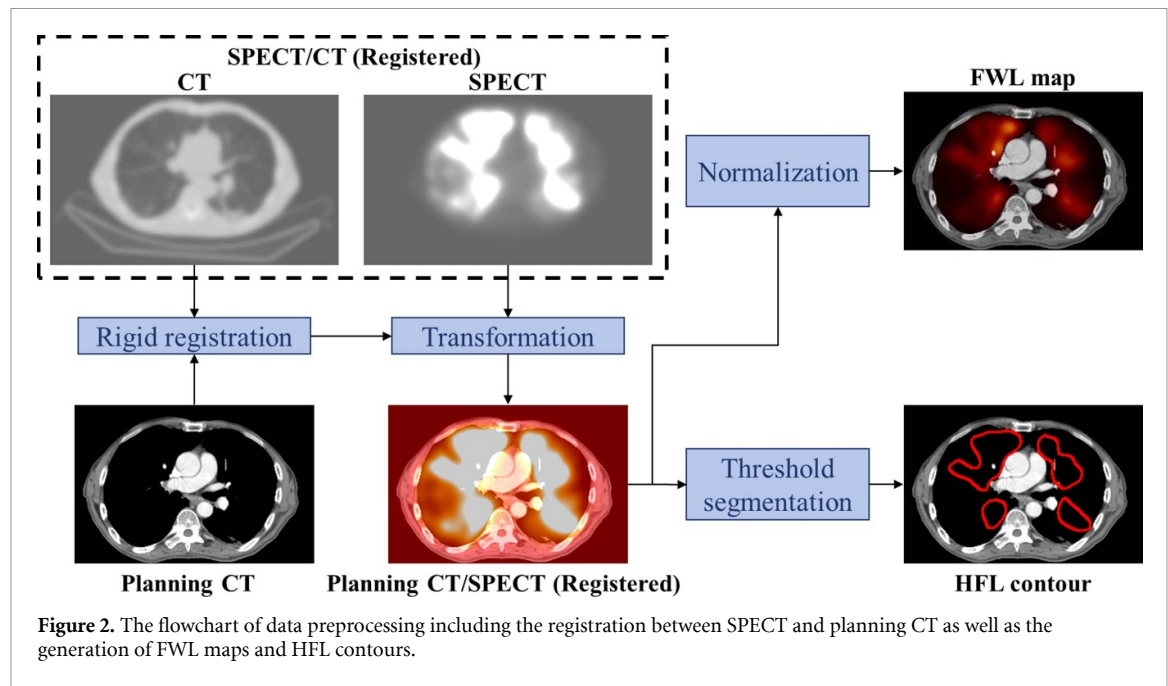 SPECT/CT (Registered)
CT
SPECT
FWL map
Normalization
Rigid registration
Transformation
Threshold
segmentation
Planning CT
Planning CT/SPECT (Registered)
HFL contour
Figure 2. The flowchart of data preprocessing including the registration between SPECT and planning CT as well as the
generation of FWL maps and HFL contours.